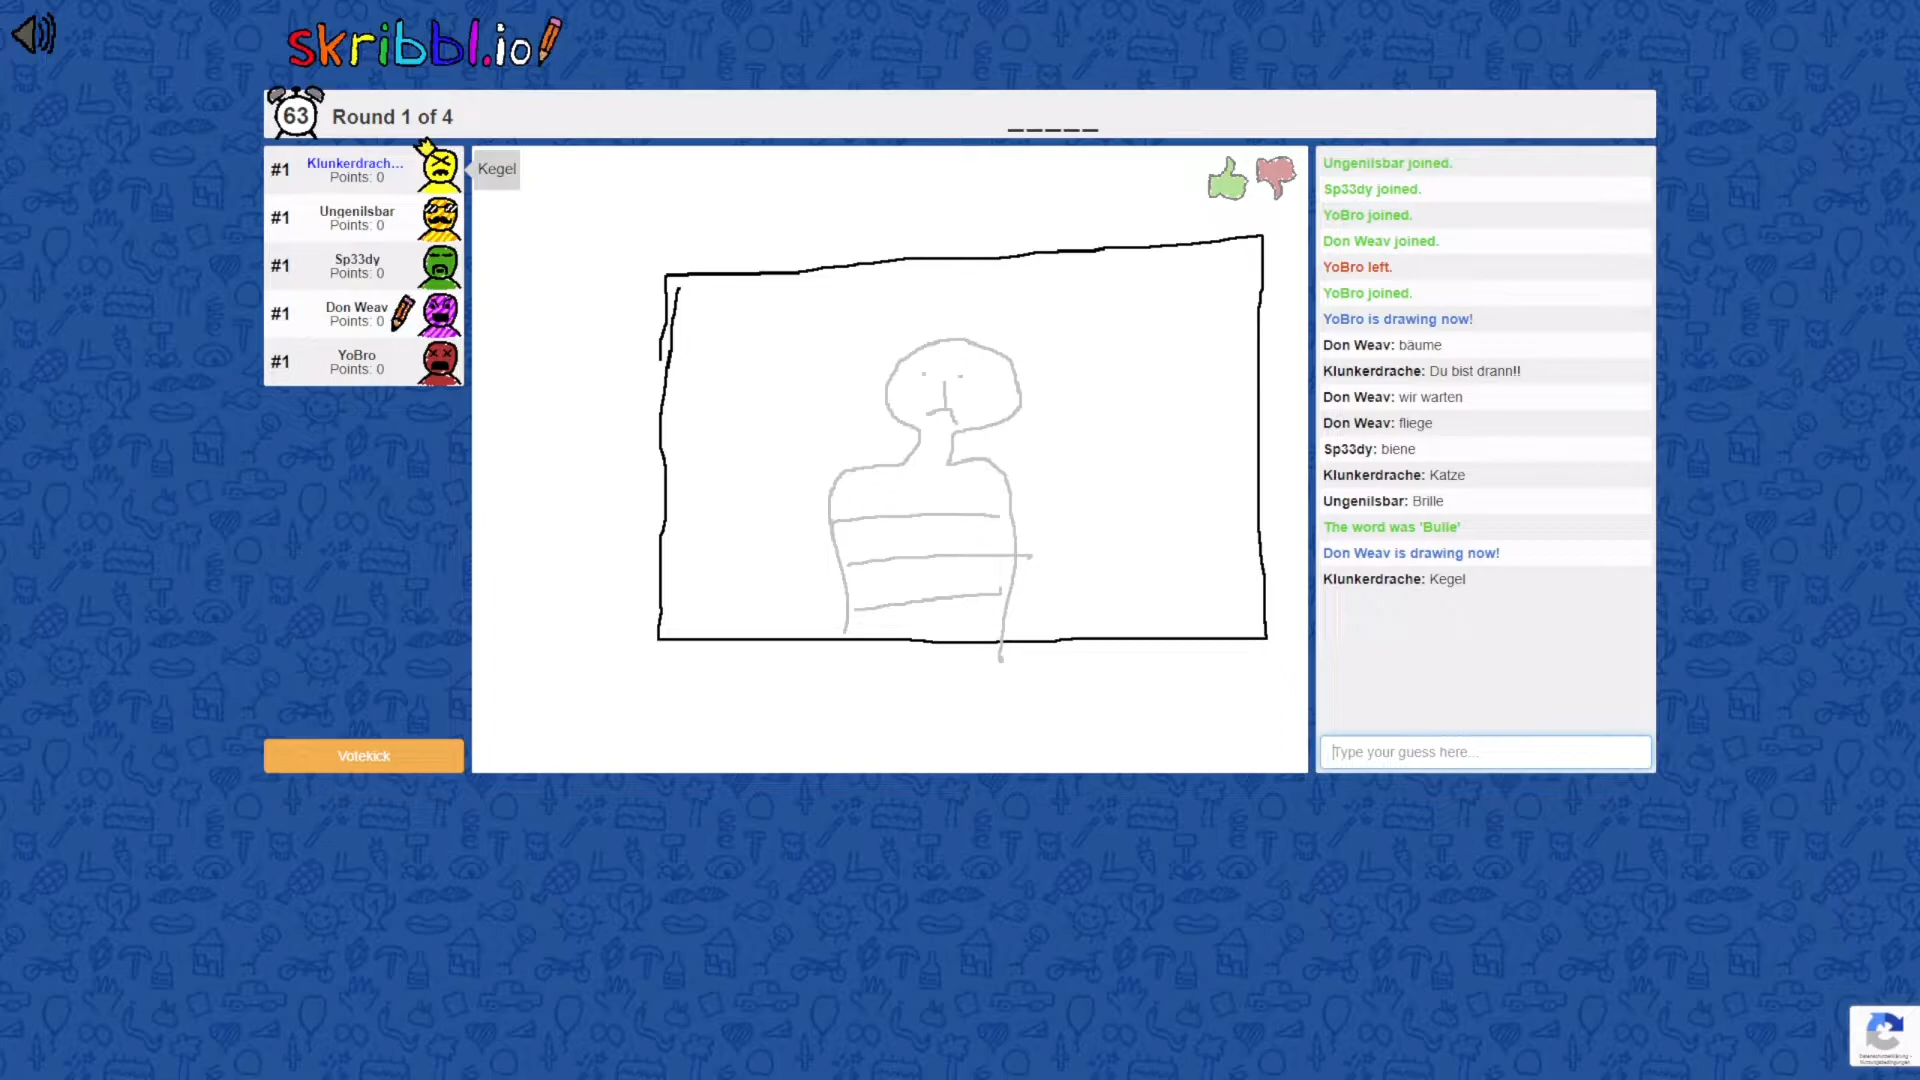 skribbl.io
63
Round 1 of 4
_____
#1
Klunkerdrach...
Points: 0
#1
Ungenilsbar
Points: 0
#1
Sp33dy
Points: 0
#1
Don Weav
Points: 0
#1
YoBro
Points: 0
Votekick
Kegel
Ungenilsbar joined.
Sp33dy joined.
YoBro joined.
Don Weav joined.
YoBro left.
YoBro joined.
YoBro is drawing now!
Don Weav: bäume
Klunkerdrache: Du bist drann!!
Don Weav: wir warten
Don Weav: fliege
Sp33dy: biene
Klunkerdrache: Katze
Ungenilsbar: Brille
The word was 'Bulle'
Don Weav is drawing now!
Klunkerdrache: Kegel
Type your guess here...
Datenschutzerklärung -
Nutzungsbedingungen